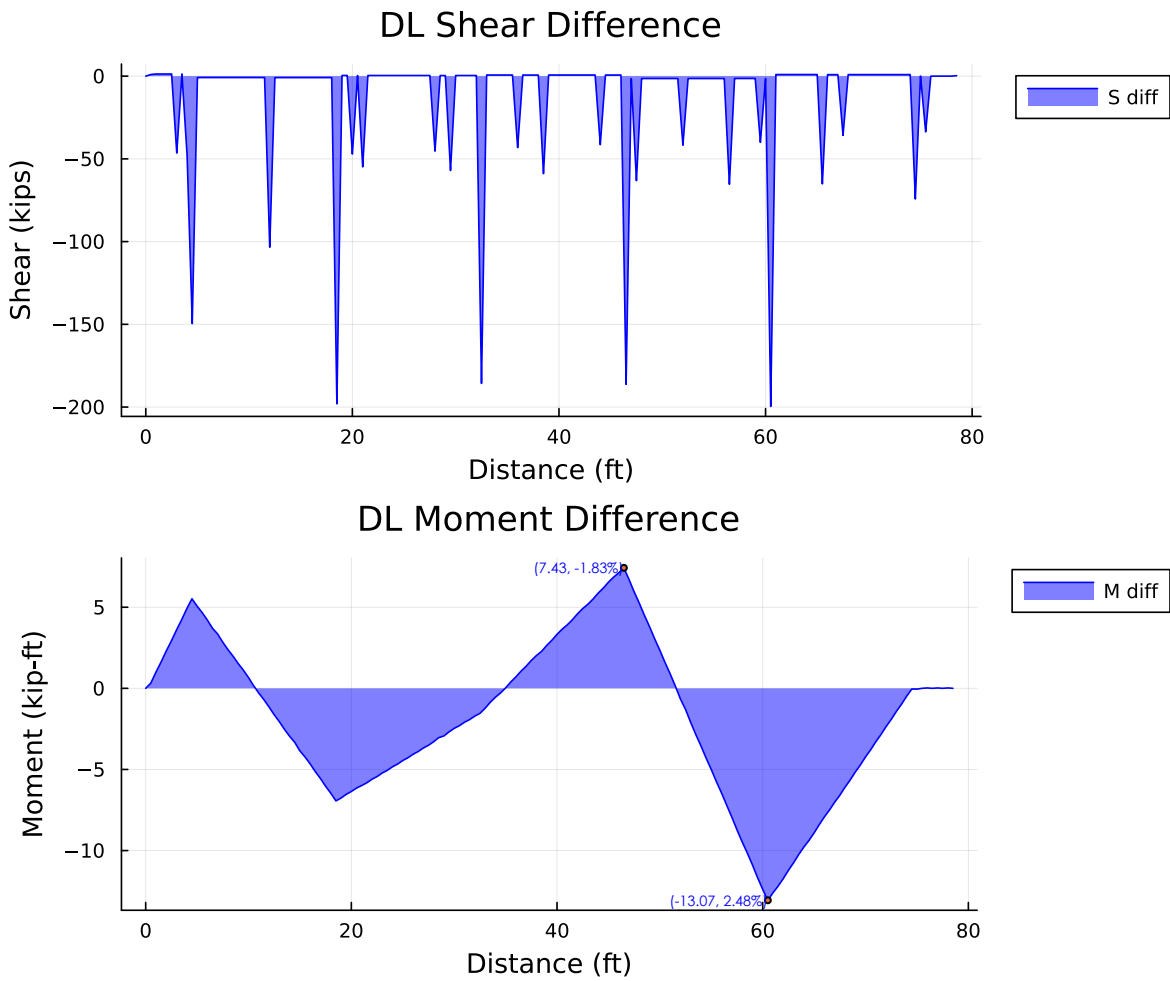 DL Shear Difference
0
−50
−100
−150
−200
Shear (kips)
0 20 40 60 80
Distance (ft)
S diff
DL Moment Difference
5
0
−5
−10
Moment (kip-ft)
(7.43, -1.83%)
(-13.07, 2.48%)
0 20 40 60 80
Distance (ft)
M diff